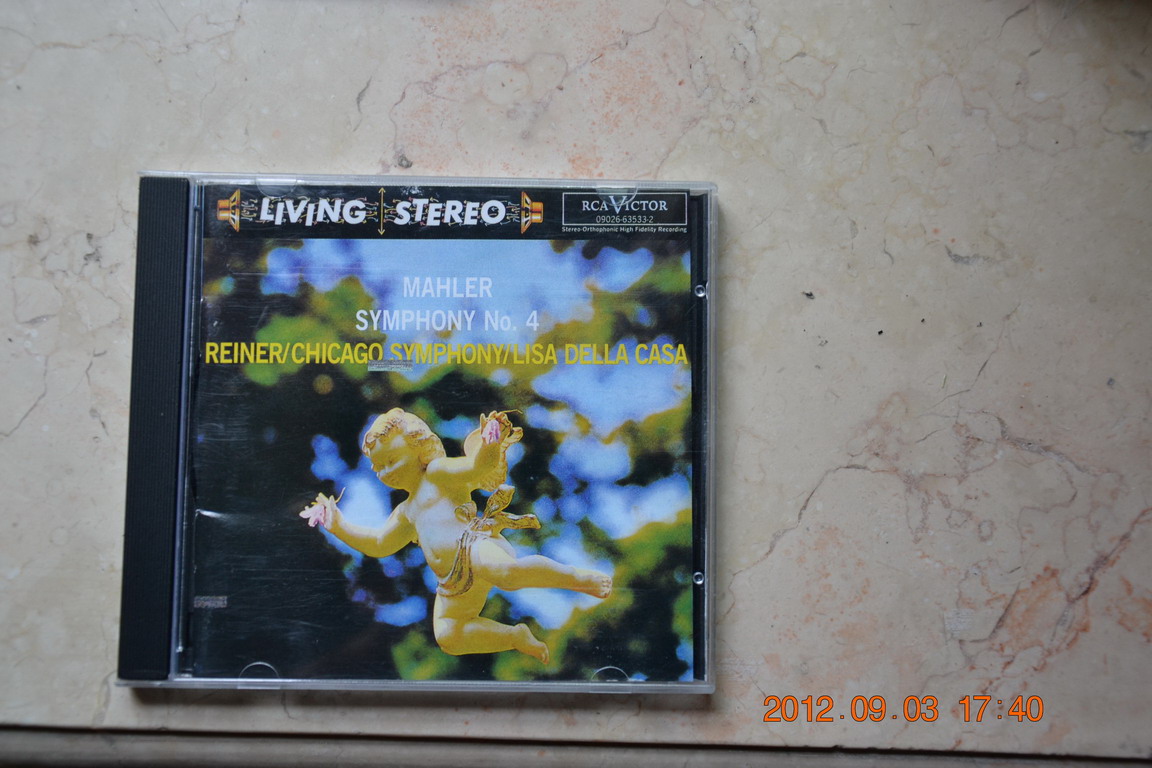 LIVING STEREO
RCA VICTOR
09026-63533-2
Stereo-Orthophonic High Fidelity Recording
MAHLER
SYMPHONY No. 4
REINER/CHICAGO SYMPHONY/LISA DELLA CASA
2012.09.03 17:40